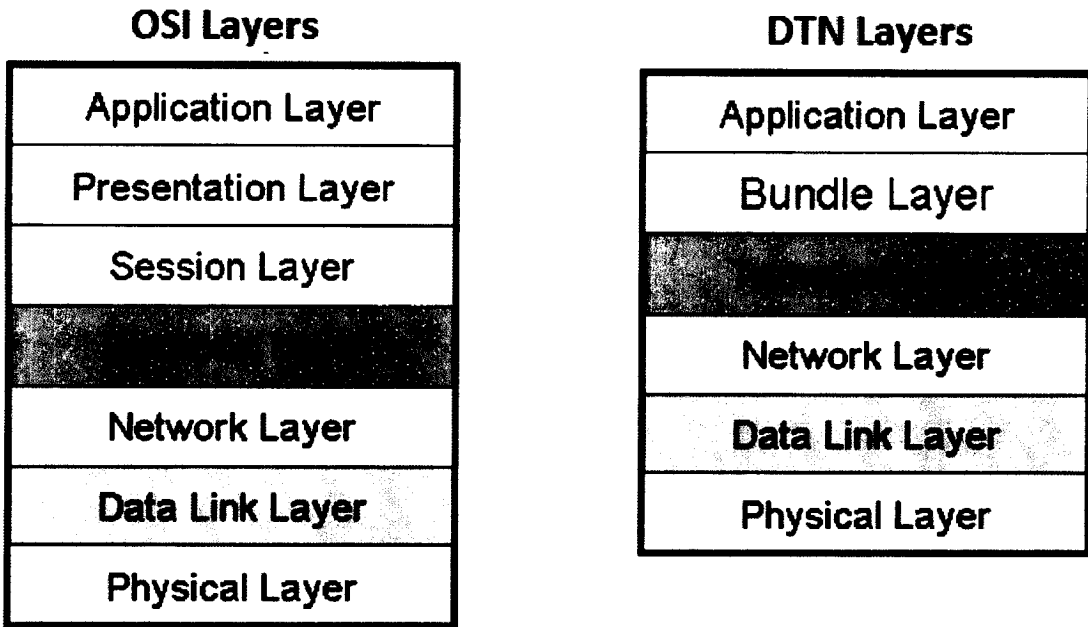 OSI Layers
Application Layer
Presentation Layer
Session Layer
Network Layer
Data Link Layer
Physical Layer
DTN Layers
Application Layer
Bundle Layer
Network Layer
Data Link Layer
Physical Layer